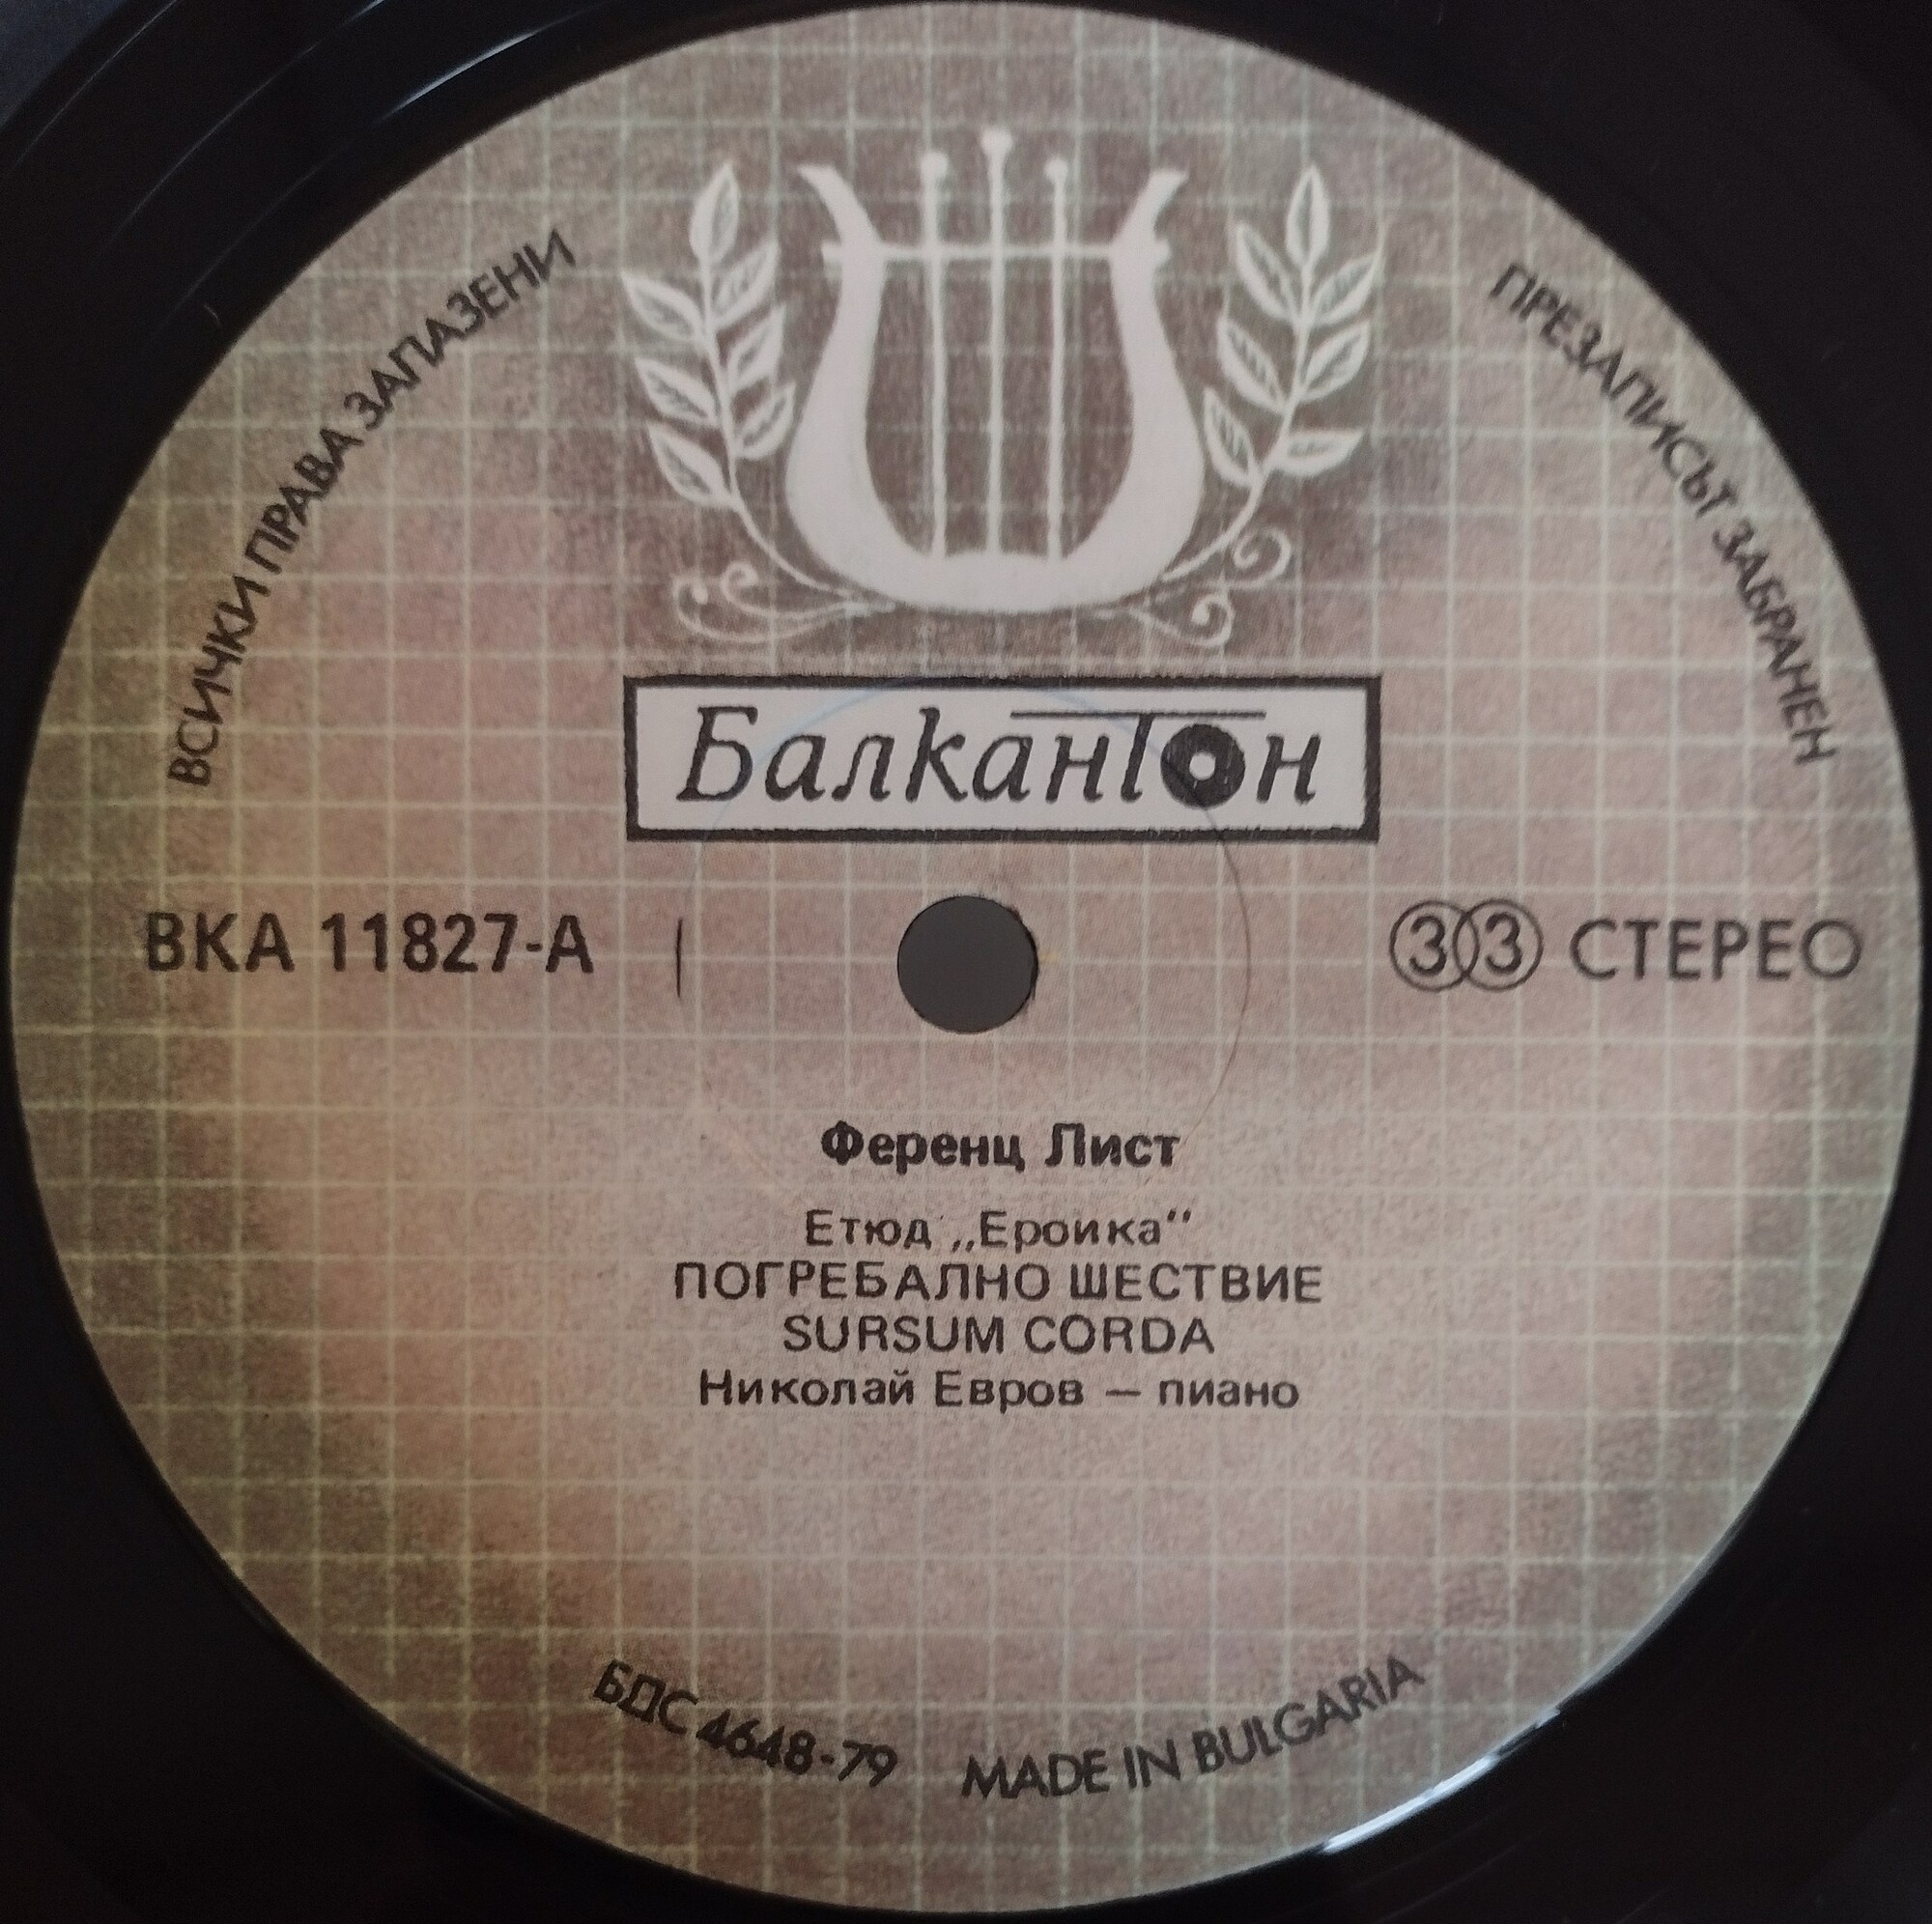 ВСИЧКИ ПРАВА ЗАПАЗЕНИ
ПРЕЗАПИСЪТ ЗАБРАНЕН
Балкантон
ВКА 11827-А
33 СТЕРЕО
Ференц Лист
Етюд „Ероика“
ПОГРЕБАЛНО ШЕСТВИЕ
SURSUM CORDA
Николай Евров — пиано
БДС 4648-79
MADE IN BULGARIA